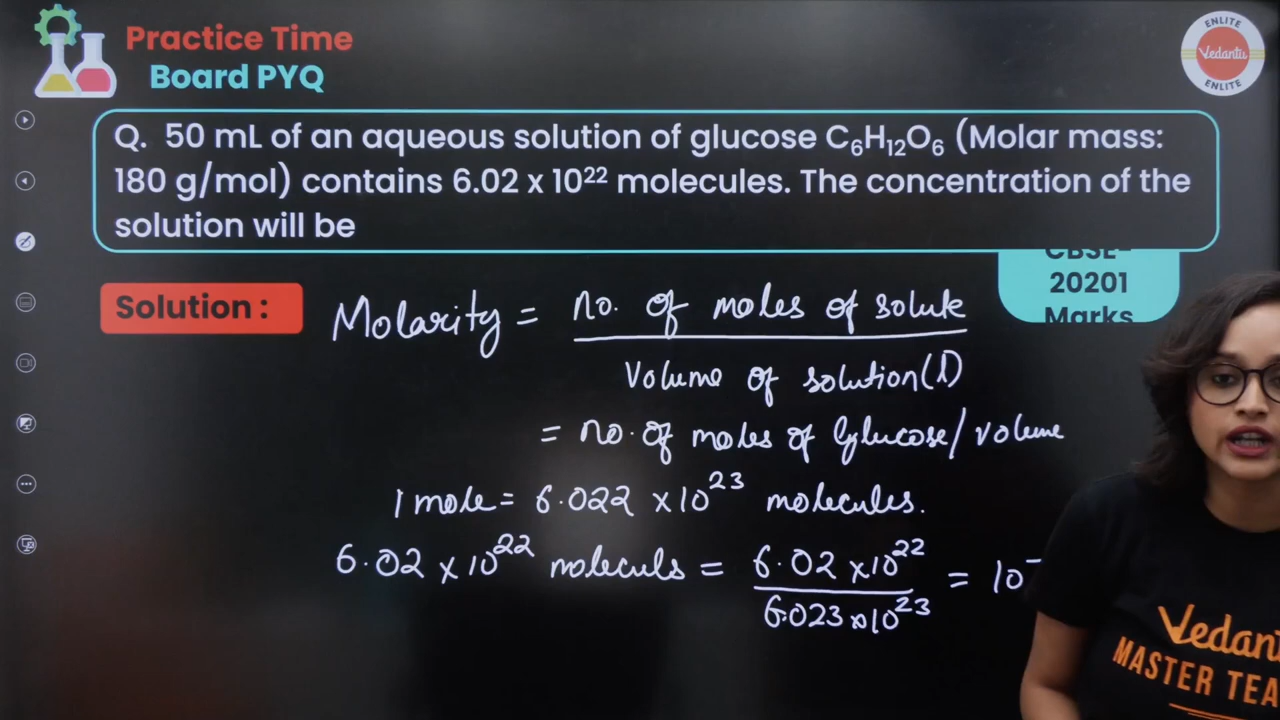 Practice Time
Board PYQ
ENLITE
Vedantu
ENLITE
Q. 50 mL of an aqueous solution of glucose C₆H₁₂O₆ (Molar mass:
180 g/mol) contains 6.02 x 10²² molecules. The concentration of the
solution will be
CBSE-
20201
Marks
Solution :
Molarity = no. of moles of solute
Volume of solution(l)
= no. of moles of Glucose/volume
1 mole = 6.022 × 10²³ molecules.
6.02 × 10²² moleculs = 6.02 × 10²² = 10⁻
6.023 × 10²³
Vedantu
MASTER TEA